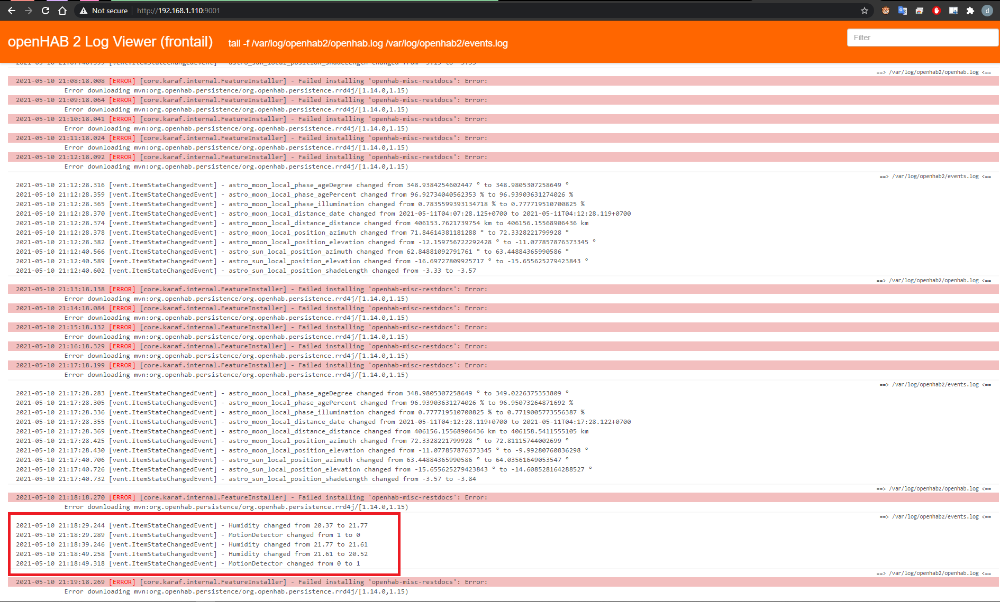 Not secure | http://192.168.1.110:9001
d
openHAB 2 Log Viewer (frontail) tail -f /var/log/openhab2/openhab.log /var/log/openhab2/events.log
Filter
==> /var/log/openhab2/openhab.log <==
2021-05-10 21:08:18.008 [ERROR] [core.karaf.internal.FeatureInstaller] - Failed installing 'openhab-misc-restdocs': Error:
Error downloading mvn:org.openhab.persistence/org.openhab.persistence.rrd4j/[1.14.0,1.15)
2021-05-10 21:09:18.064 [ERROR] [core.karaf.internal.FeatureInstaller] - Failed installing 'openhab-misc-restdocs': Error:
Error downloading mvn:org.openhab.persistence/org.openhab.persistence.rrd4j/[1.14.0,1.15)
2021-05-10 21:10:18.041 [ERROR] [core.karaf.internal.FeatureInstaller] - Failed installing 'openhab-misc-restdocs': Error:
Error downloading mvn:org.openhab.persistence/org.openhab.persistence.rrd4j/[1.14.0,1.15)
2021-05-10 21:11:18.024 [ERROR] [core.karaf.internal.FeatureInstaller] - Failed installing 'openhab-misc-restdocs': Error:
Error downloading mvn:org.openhab.persistence/org.openhab.persistence.rrd4j/[1.14.0,1.15)
2021-05-10 21:12:18.092 [ERROR] [core.karaf.internal.FeatureInstaller] - Failed installing 'openhab-misc-restdocs': Error:
Error downloading mvn:org.openhab.persistence/org.openhab.persistence.rrd4j/[1.14.0,1.15)
==> /var/log/openhab2/events.log <==
2021-05-10 21:12:28.316 [vent.ItemStateChangedEvent] - astro_moon_local_phase_ageDegree changed from 348.9384254602447 ° to 348.9805307258649 °
2021-05-10 21:12:28.359 [vent.ItemStateChangedEvent] - astro_moon_local_phase_agePercent changed from 96.92734040562353 % to 96.93903631274026 %
2021-05-10 21:12:28.365 [vent.ItemStateChangedEvent] - astro_moon_local_phase_illumination changed from 0.7835599393134718 % to 0.777719510700825 %
2021-05-10 21:12:28.370 [vent.ItemStateChangedEvent] - astro_moon_local_distance_date changed from 2021-05-11T04:07:28.125+0700 to 2021-05-11T04:12:28.119+0700
2021-05-10 21:12:28.374 [vent.ItemStateChangedEvent] - astro_moon_local_distance_distance changed from 406153.7621739754 km to 406156.15568906436 km
2021-05-10 21:12:28.378 [vent.ItemStateChangedEvent] - astro_moon_local_position_azimuth changed from 71.84614381181288 ° to 72.3328221799928 °
2021-05-10 21:12:28.382 [vent.ItemStateChangedEvent] - astro_moon_local_position_elevation changed from -12.159756722292428 ° to -11.077857876373345 °
2021-05-10 21:12:40.566 [vent.ItemStateChangedEvent] - astro_sun_local_position_azimuth changed from 62.84881092791761 ° to 63.44884365990586 °
2021-05-10 21:12:40.589 [vent.ItemStateChangedEvent] - astro_sun_local_position_elevation changed from -16.69727809925717 ° to -15.655625279423843 °
2021-05-10 21:12:40.602 [vent.ItemStateChangedEvent] - astro_sun_local_position_shadeLength changed from -3.33 to -3.57
==> /var/log/openhab2/openhab.log <==
2021-05-10 21:13:18.138 [ERROR] [core.karaf.internal.FeatureInstaller] - Failed installing 'openhab-misc-restdocs': Error:
Error downloading mvn:org.openhab.persistence/org.openhab.persistence.rrd4j/[1.14.0,1.15)
2021-05-10 21:14:18.084 [ERROR] [core.karaf.internal.FeatureInstaller] - Failed installing 'openhab-misc-restdocs': Error:
Error downloading mvn:org.openhab.persistence/org.openhab.persistence.rrd4j/[1.14.0,1.15)
2021-05-10 21:15:18.132 [ERROR] [core.karaf.internal.FeatureInstaller] - Failed installing 'openhab-misc-restdocs': Error:
Error downloading mvn:org.openhab.persistence/org.openhab.persistence.rrd4j/[1.14.0,1.15)
2021-05-10 21:16:18.329 [ERROR] [core.karaf.internal.FeatureInstaller] - Failed installing 'openhab-misc-restdocs': Error:
Error downloading mvn:org.openhab.persistence/org.openhab.persistence.rrd4j/[1.14.0,1.15)
2021-05-10 21:17:18.199 [ERROR] [core.karaf.internal.FeatureInstaller] - Failed installing 'openhab-misc-restdocs': Error:
Error downloading mvn:org.openhab.persistence/org.openhab.persistence.rrd4j/[1.14.0,1.15)
==> /var/log/openhab2/events.log <==
2021-05-10 21:17:28.283 [vent.ItemStateChangedEvent] - astro_moon_local_phase_ageDegree changed from 348.9805307258649 ° to 349.0226375353809 °
2021-05-10 21:17:28.305 [vent.ItemStateChangedEvent] - astro_moon_local_phase_agePercent changed from 96.93903631274026 % to 96.95073264871692 %
2021-05-10 21:17:28.336 [vent.ItemStateChangedEvent] - astro_moon_local_phase_illumination changed from 0.777719510700825 % to 0.7719005773556387 %
2021-05-10 21:17:28.355 [vent.ItemStateChangedEvent] - astro_moon_local_distance_date changed from 2021-05-11T04:12:28.119+0700 to 2021-05-11T04:17:28.122+0700
2021-05-10 21:17:28.369 [vent.ItemStateChangedEvent] - astro_moon_local_distance_distance changed from 406156.15568906436 km to 406158.5411555105 km
2021-05-10 21:17:28.425 [vent.ItemStateChangedEvent] - astro_moon_local_position_azimuth changed from 72.3328221799928 ° to 72.81115744002699 °
2021-05-10 21:17:28.430 [vent.ItemStateChangedEvent] - astro_moon_local_position_elevation changed from -11.077857876373345 ° to -9.99280760836298 °
2021-05-10 21:17:40.706 [vent.ItemStateChangedEvent] - astro_sun_local_position_azimuth changed from 63.44884365990586 ° to 64.03561649053547 °
2021-05-10 21:17:40.726 [vent.ItemStateChangedEvent] - astro_sun_local_position_elevation changed from -15.655625279423843 ° to -14.608528164288527 °
2021-05-10 21:17:40.732 [vent.ItemStateChangedEvent] - astro_sun_local_position_shadeLength changed from -3.57 to -3.84
==> /var/log/openhab2/openhab.log <==
2021-05-10 21:18:18.270 [ERROR] [core.karaf.internal.FeatureInstaller] - Failed installing 'openhab-misc-restdocs': Error:
Error downloading mvn:org.openhab.persistence/org.openhab.persistence.rrd4j/[1.14.0,1.15)
==> /var/log/openhab2/events.log <==
2021-05-10 21:18:29.244 [vent.ItemStateChangedEvent] - Humidity changed from 20.37 to 21.77
2021-05-10 21:18:29.289 [vent.ItemStateChangedEvent] - MotionDetector changed from 1 to 0
2021-05-10 21:18:39.246 [vent.ItemStateChangedEvent] - Humidity changed from 21.77 to 21.61
2021-05-10 21:18:49.258 [vent.ItemStateChangedEvent] - Humidity changed from 21.61 to 20.52
2021-05-10 21:18:49.318 [vent.ItemStateChangedEvent] - MotionDetector changed from 0 to 1
==> /var/log/openhab2/openhab.log <==
2021-05-10 21:19:18.269 [ERROR] [core.karaf.internal.FeatureInstaller] - Failed installing 'openhab-misc-restdocs': Error:
Error downloading mvn:org.openhab.persistence/org.openhab.persistence.rrd4j/[1.14.0,1.15)